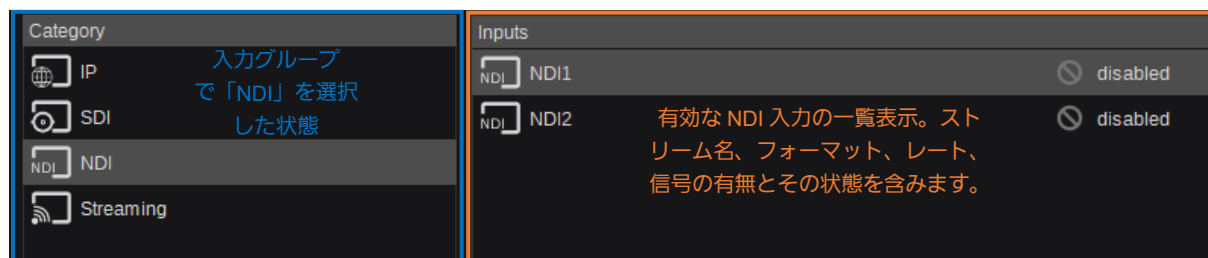 Category
IP
SDI
NDI
NDI
Streaming
入力グループ
で「NDI」を選択
した状態
Inputs
NDI
NDI1
disabled
NDI
NDI2
disabled
有効な NDI 入力の一覧表示。スト
リーム名、フォーマット、レート、
信号の有無とその状態を含みます。